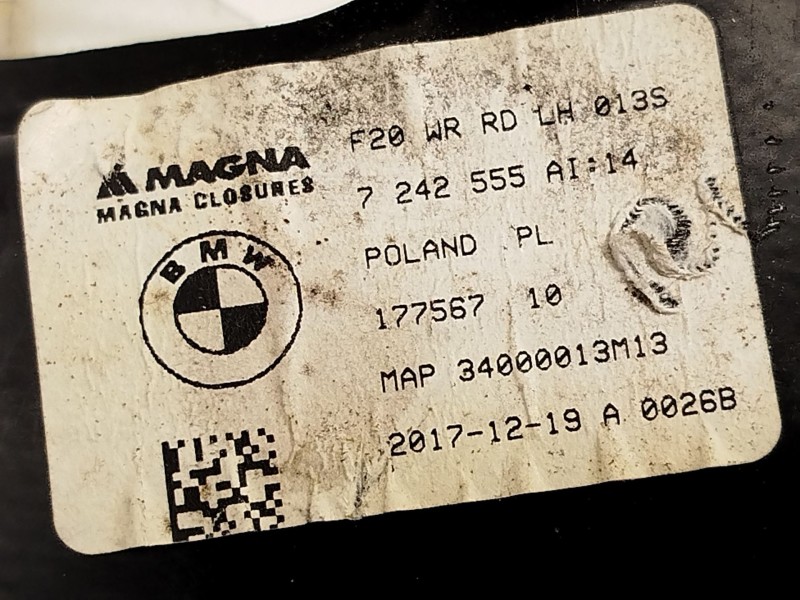 MAGNA
MAGNA CLOSURES
BMW
F20 WR RD LH 013S
7 242 555 AI:14
POLAND PL
177567 10
MAP 34000013M13
2017-12-19 A 0026B